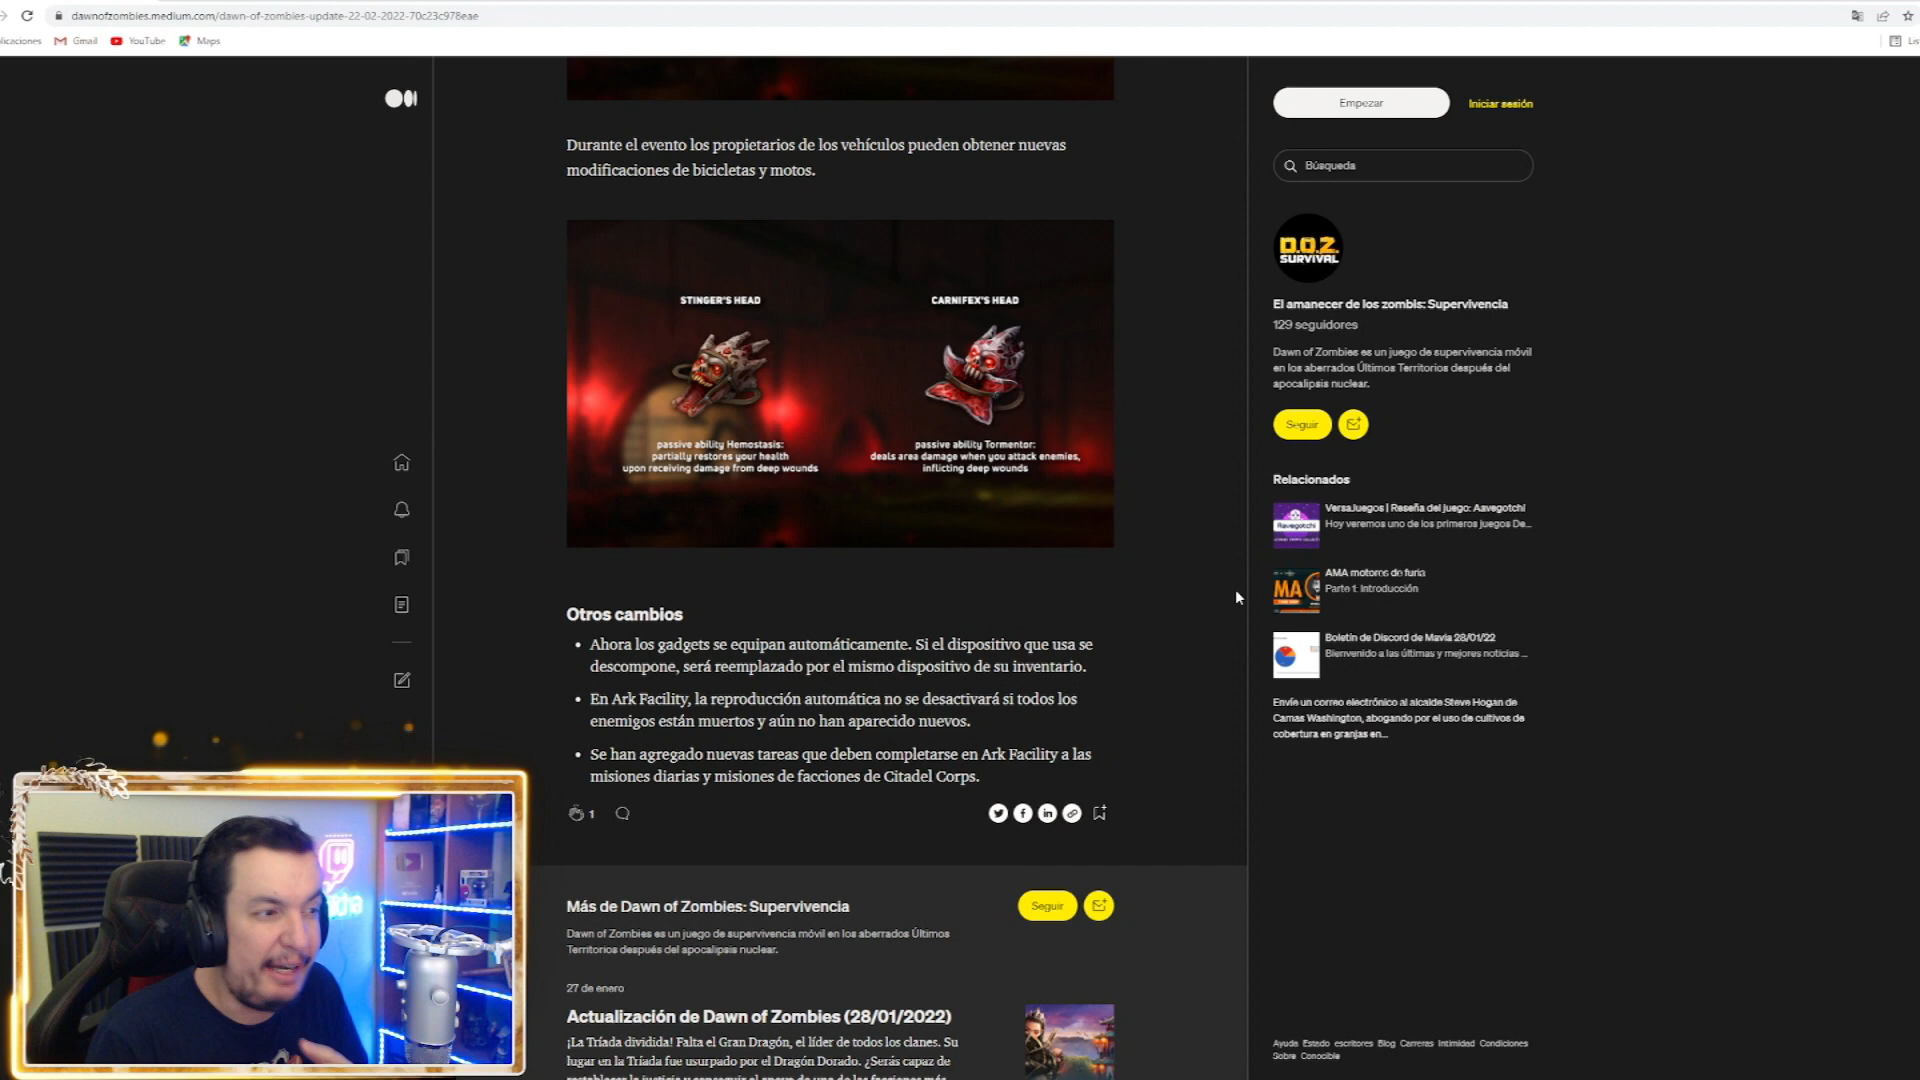 dawnofzombies.medium.com/dawn-of-zombies-update-22-02-2022-70c23c978eae
licaciones Gmail YouTube Maps
Lis
Durante el evento los propietarios de los vehículos pueden obtener nuevas
modificaciones de bicicletas y motos.
STINGER'S HEAD
CARNIFEX'S HEAD
passive ability Hemostasis:
partially restores your health
upon receiving damage from deep wounds
passive ability Tormentor:
deals area damage when you attack enemies,
inflicting deep wounds
Otros cambios
• Ahora los gadgets se equipan automáticamente. Si el dispositivo que usa se
descompone, será reemplazado por el mismo dispositivo de su inventario.
• En Ark Facility, la reproducción automática no se desactivará si todos los
enemigos están muertos y aún no han aparecido nuevos.
• Se han agregado nuevas tareas que deben completarse en Ark Facility a las
misiones diarias y misiones de facciones de Citadel Corps.
1
Más de Dawn of Zombies: Supervivencia
Seguir
Dawn of Zombies es un juego de supervivencia móvil en los aberrados Últimos
Territorios después del apocalipsis nuclear.
27 de enero
Actualización de Dawn of Zombies (28/01/2022)
¡La Tríada dividida! Falta el Gran Dragón, el líder de todos los clanes. Su
lugar en la Tríada fue usurpado por el Dragón Dorado. ¿Serás capaz de
Empezar
Iniciar sesión
Búsqueda
D.O.Z.
SURVIVAL
El amanecer de los zombis: Supervivencia
129 seguidores
Dawn of Zombies es un juego de supervivencia móvil
en los aberrados Últimos Territorios después del
apocalipsis nuclear.
Seguir
Relacionados
VersaJuegos | Reseña del juego: Aavegotchi
Hoy veremos uno de los primeros juegos De...
Aavegotchi
AMA motores de furia
Parte 1: Introducción
MA
Boletín de Discord de Mavia 28/01/22
Bienvenido a las últimas y mejores noticias ...
Envíe un correo electrónico al alcalde Steve Hogan de
Camas Washington, abogando por el uso de cultivos de
cobertura en granjas en...
Ayuda Estado escritores Blog Carreras Intimidad Condiciones
Sobre Conocible